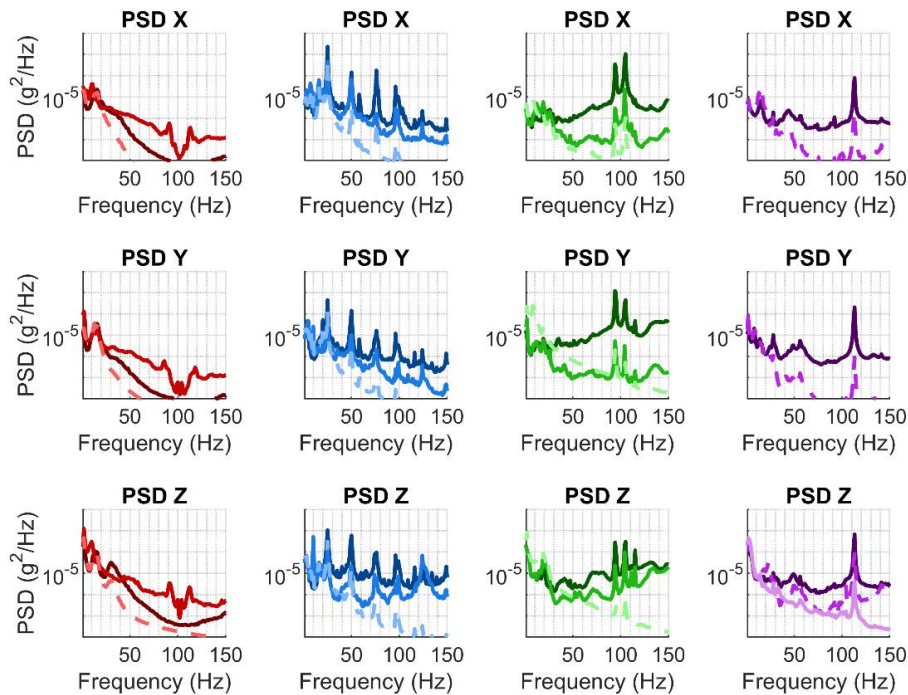 PSD X PSD X PSD X PSD X
PSD (g²/Hz)
10⁻⁵ 10⁻⁵ 10⁻⁵ 10⁻⁵
50 100 150 50 100 150 50 100 150 50 100 150
Frequency (Hz) Frequency (Hz) Frequency (Hz) Frequency (Hz)
PSD Y PSD Y PSD Y PSD Y
PSD (g²/Hz)
10⁻⁵ 10⁻⁵ 10⁻⁵ 10⁻⁵
50 100 150 50 100 150 50 100 150 50 100 150
Frequency (Hz) Frequency (Hz) Frequency (Hz) Frequency (Hz)
PSD Z PSD Z PSD Z PSD Z
PSD (g²/Hz)
10⁻⁵ 10⁻⁵ 10⁻⁵ 10⁻⁵
50 100 150 50 100 150 50 100 150 50 100 150
Frequency (Hz) Frequency (Hz) Frequency (Hz) Frequency (Hz)